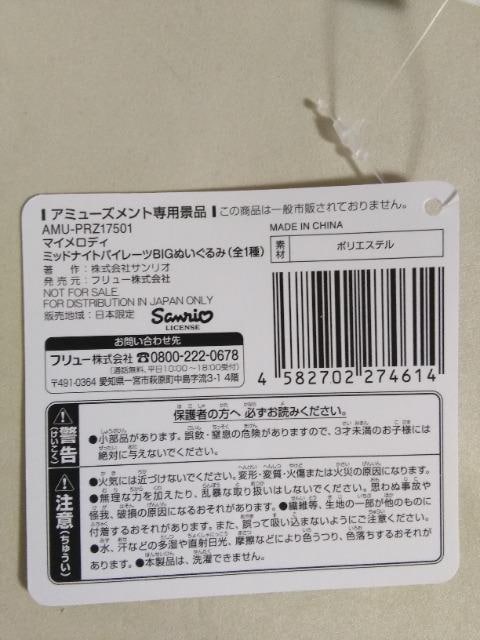 アミューズメント専用景品 この商品は一般市販されておりません。
AMU-PRZ17501
マイメロディ
ミッドナイトパイレーツBIGぬいぐるみ(全1種)
著 作:株式会社サンリオ
発 売 元:フリュー株式会社
NOT FOR SALE
FOR DISTRIBUTION IN JAPAN ONLY
販売地域:日本限定
Sanrio
LICENSE
MADE IN CHINA
素材 ポリエステル
お問い合わせ先
フリュー株式会社 ☎0800-222-0678
(通話無料、平日10:00〜18:00受付)
〒491-0364 愛知県一宮市萩原町中島字流3-1 4階
4 582702 274614
警告(けいこく)
保護者の方へ 必ずお読みください。
●小部品があります。誤飲・窒息の危険がありますので、3才未満のお子様には
絶対に与えないでください。
注意(ちゅうい)
●火気には近づけないでください。変形・変質・火傷または火災の原因になります。
●無理な力を加えたり、乱暴な取り扱いはしないでください。思わぬ事故や
怪我、破損の原因になるおそれがあります。●繊維等、生地の一部が他のものに
付着するおそれがあります。また、誤って吸い込まないようにご注意ください。
●水、汗などの多湿や直射日光、摩擦などにより色うつり、色落ちするおそれが
あります。●本製品は、洗濯できません。